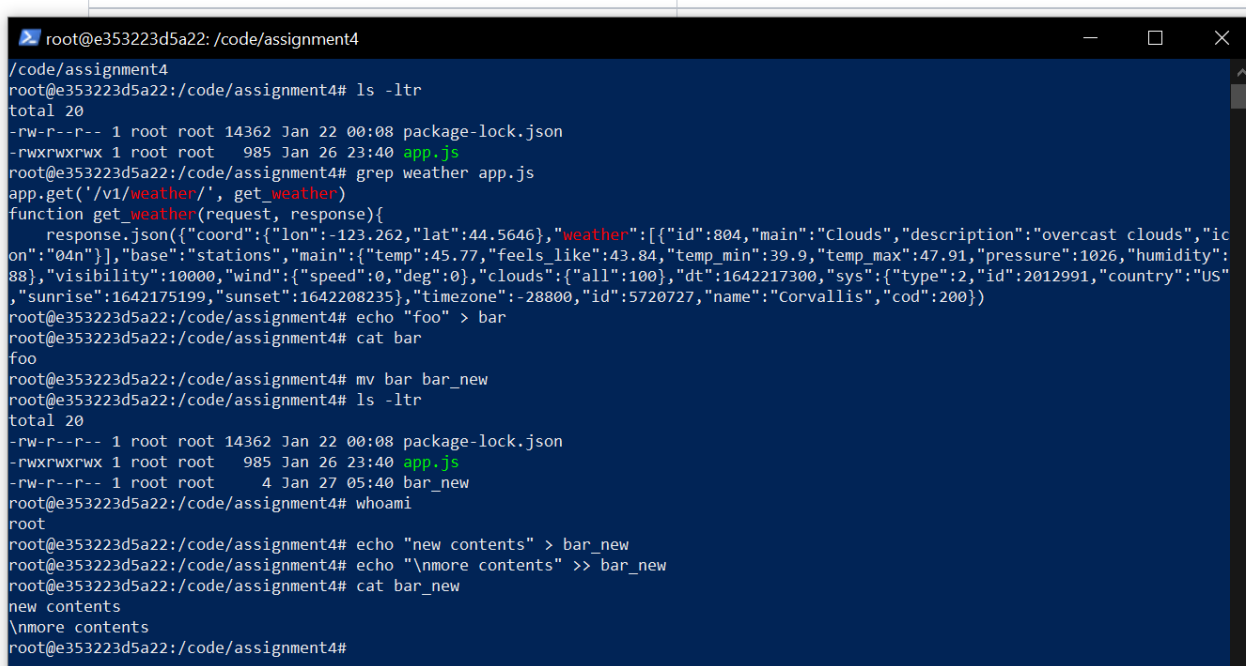 root@e353223d5a22: /code/assignment4
/code/assignment4
root@e353223d5a22:/code/assignment4# ls -ltr
total 20
-rw-r--r-- 1 root root 14362 Jan 22 00:08 package-lock.json
-rwxrwxrwx 1 root root   985 Jan 26 23:40 app.js
root@e353223d5a22:/code/assignment4# grep weather app.js
app.get('/v1/weather/', get_weather)
function get_weather(request, response){
    response.json({"coord":{"lon":-123.262,"lat":44.5646},"weather":[{"id":804,"main":"Clouds","description":"overcast clouds","ic
on":"04n"}],"base":"stations","main":{"temp":45.77,"feels_like":43.84,"temp_min":39.9,"temp_max":47.91,"pressure":1026,"humidity":
88},"visibility":10000,"wind":{"speed":0,"deg":0},"clouds":{"all":100},"dt":1642217300,"sys":{"type":2,"id":2012991,"country":"US"
,"sunrise":1642175199,"sunset":1642208235},"timezone":-28800,"id":5720727,"name":"Corvallis","cod":200})
root@e353223d5a22:/code/assignment4# echo "foo" > bar
root@e353223d5a22:/code/assignment4# cat bar
foo
root@e353223d5a22:/code/assignment4# mv bar bar_new
root@e353223d5a22:/code/assignment4# ls -ltr
total 20
-rw-r--r-- 1 root root 14362 Jan 22 00:08 package-lock.json
-rwxrwxrwx 1 root root   985 Jan 26 23:40 app.js
-rw-r--r-- 1 root root     4 Jan 27 05:40 bar_new
root@e353223d5a22:/code/assignment4# whoami
root
root@e353223d5a22:/code/assignment4# echo "new contents" > bar_new
root@e353223d5a22:/code/assignment4# echo "\nmore contents" >> bar_new
root@e353223d5a22:/code/assignment4# cat bar_new
new contents
\nmore contents
root@e353223d5a22:/code/assignment4#